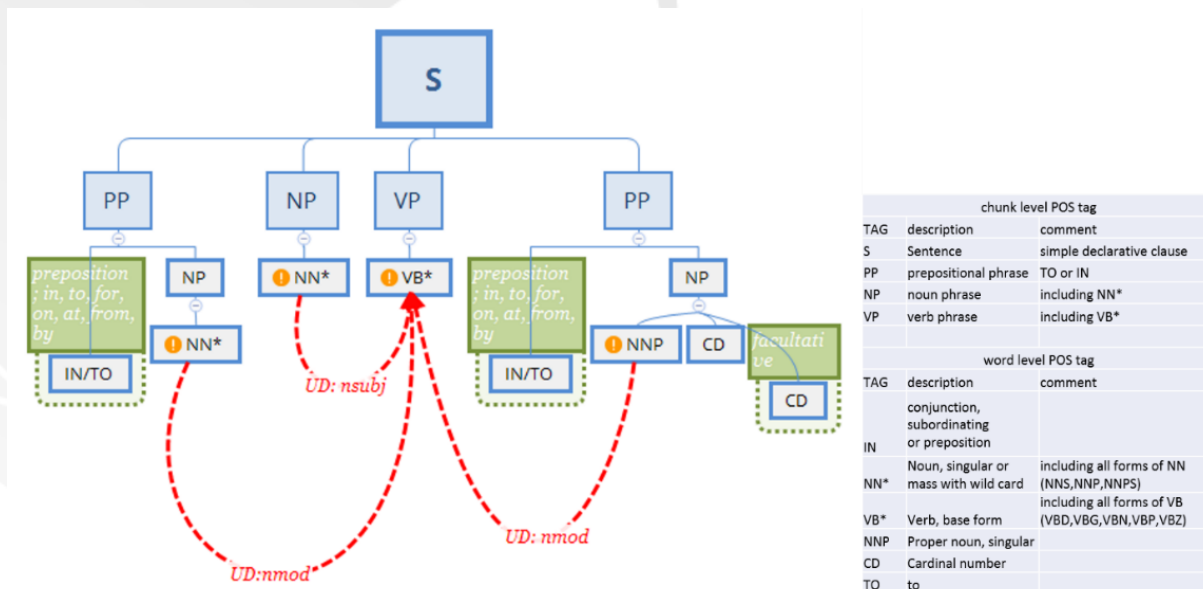 S
PP
NP
VP
PP
preposition
; in, to, for,
on, at, from,
by
NP
NN*
VB*
preposition
; in, to, for,
on, at, from,
by
NP
NN*
IN/TO
UD: nsubj
IN/TO
NNP
CD
facultati
ve
CD
UD: nmod
UD:nmod
chunk level POS tag
TAG description comment
S Sentence simple declarative clause
PP prepositional phrase TO or IN
NP noun phrase including NN*
VP verb phrase including VB*
word level POS tag
TAG description comment
conjunction,
subordinating
IN or preposition
Noun, singular or including all forms of NN
NN* mass with wild card (NNS,NNP,NNPS)
including all forms of VB
VB* Verb, base form (VBD,VBG,VBN,VBP,VBZ)
NNP Proper noun, singular
CD Cardinal number
TO to